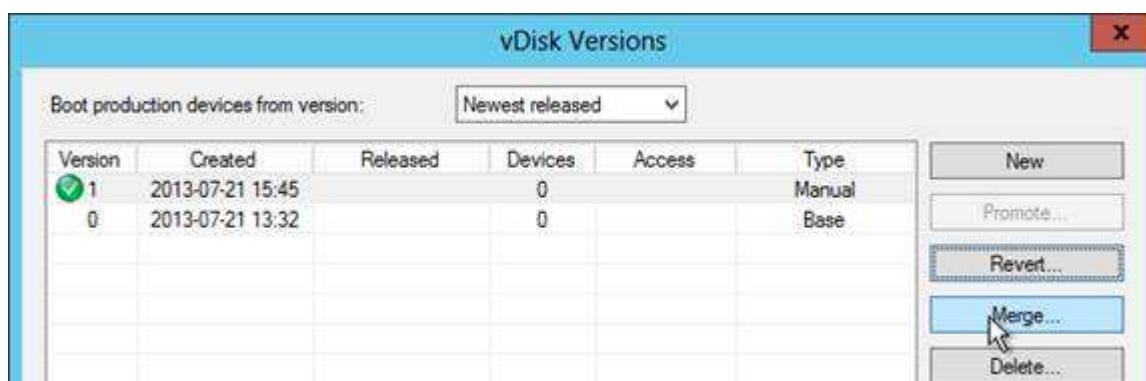 vDisk Versions
x
Boot production devices from version: Newest released
Version Created Released Devices Access Type
1 2013-07-21 15:45 0 Manual
0 2013-07-21 13:32 0 Base
New
Promote...
Revert...
Merge...
Delete...